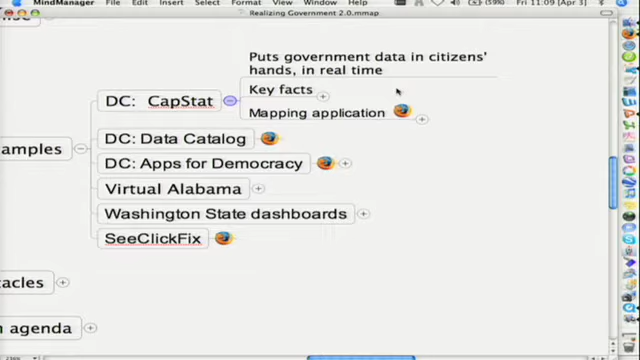 MindManager File Edit View Insert Format Window Help (59%) Fri 11:09 [Apr 3]
Realizing Government 2.0.mmap
Puts government data in citizens'
hands, in real time
Key facts
DC: CapStat
Mapping application
DC: Data Catalog
amples
DC: Apps for Democracy
Virtual Alabama
Washington State dashboards
SeeClickFix
tacles
n agenda